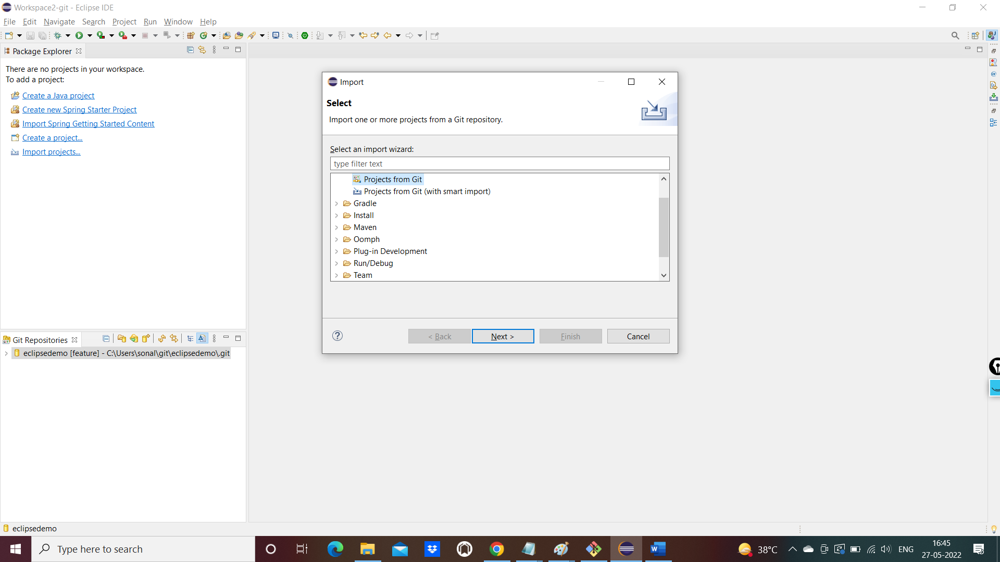 Workspace2-git - Eclipse IDE
File Edit Navigate Search Project Run Window Help
Package Explorer
There are no projects in your workspace.
To add a project:
Create a Java project
Create new Spring Starter Project
Import Spring Getting Started Content
Create a project...
Import projects...
Import
Select
Import one or more projects from a Git repository.
Select an import wizard:
type filter text
Projects from Git
Projects from Git (with smart import)
Gradle
Install
Maven
Oomph
Plug-in Development
Run/Debug
Team
< Back Next > Finish Cancel
Git Repositories
eclipsedemo [feature] - C:\Users\sonal\git\eclipsedemo\.git
eclipsedemo
Type here to search
38°C
ENG
16:45
27-05-2022